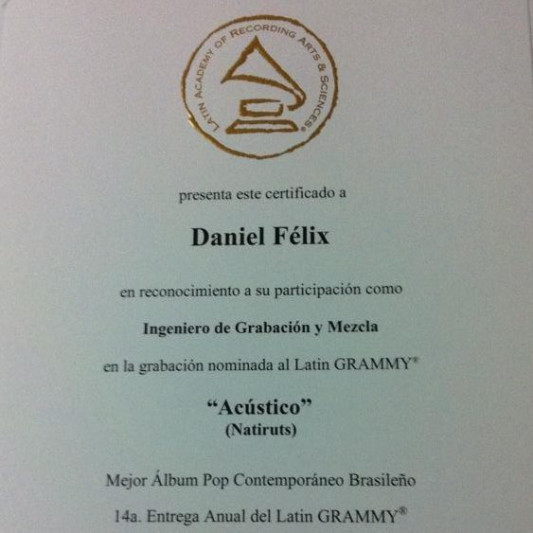 LATIN ACADEMY OF RECORDING ARTS & SCIENCES®
presenta este certificado a
Daniel Félix
en reconocimiento a su participación como
Ingeniero de Grabación y Mezcla
en la grabación nominada al Latin GRAMMY®
“Acústico”
(Natiruts)
Mejor Álbum Pop Contemporáneo Brasileño
14a. Entrega Anual del Latin GRAMMY®